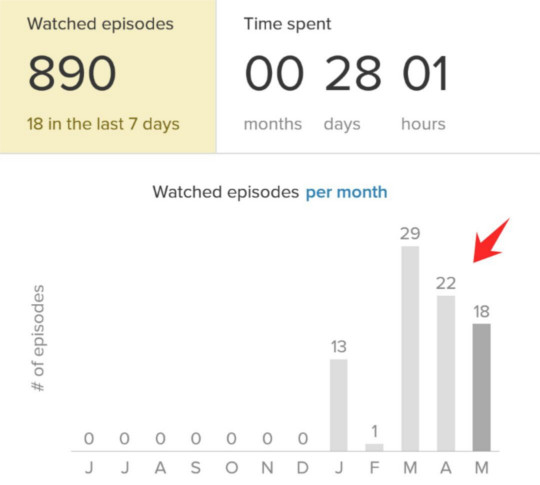 Watched episodes
890
18 in the last 7 days
Time spent
00 28 01
months days hours
Watched episodes per month
# of episodes
29
22
18
13
1
0 0 0 0 0 0 0
J J A S O N D J F M A M